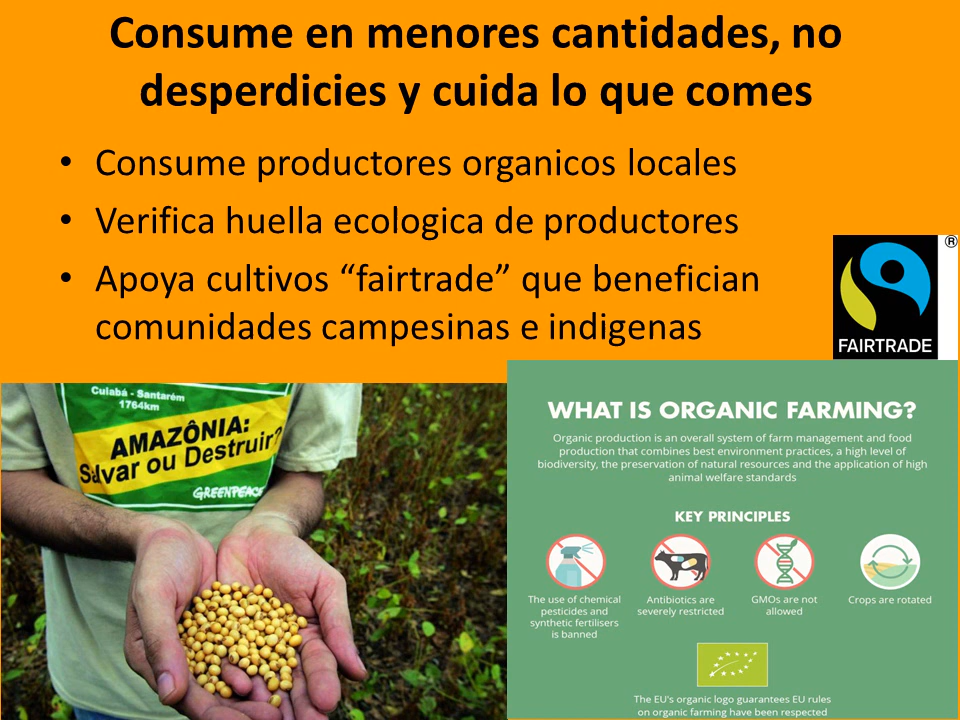 Consume en menores cantidades, no
desperdicies y cuida lo que comes
• Consume productores organicos locales
• Verifica huella ecologica de productores
• Apoya cultivos “fairtrade” que benefician
comunidades campesinas e indigenas
®
FAIRTRADE
Cuiabá - Santarém
1764km
AMAZÔNIA:
Salvar ou Destruir?
GREENPEACE
WHAT IS ORGANIC FARMING?
Organic production is an overall system of farm management and food
production that combines best environment practices, a high level of
biodiversity, the preservation of natural resources and the application of high
animal welfare standards
KEY PRINCIPLES
The use of chemical
pesticides and
synthetic fertilisers
is banned
Antibiotics are
severely restricted
GMOs are not
allowed
Crops are rotated
The EU's organic logo guarantees EU rules
on organic farming have been respected